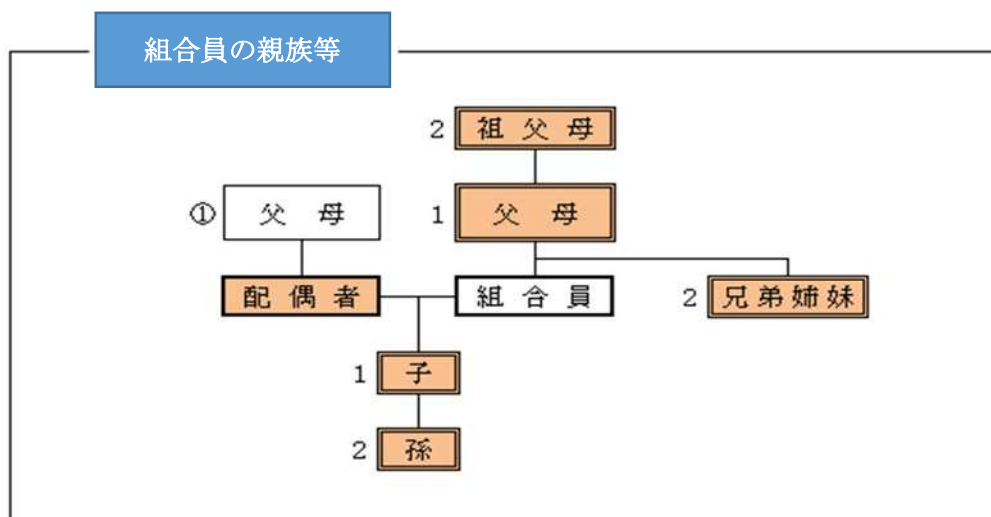 組合員の親族等
2 祖父母
① 父母
1 父母
配偶者
組合員
2 兄弟姉妹
1 子
2 孫